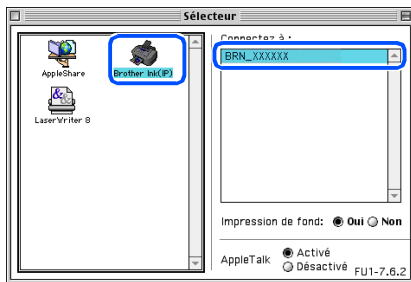 Sélecteur
AppleShare
Brother Ink(IP)
LaserWriter 8
Connectez à :
BRN_XXXXXX
Impression de fond: Oui Non
AppleTalk
Activé
Désactivé
FU1-7.6.2